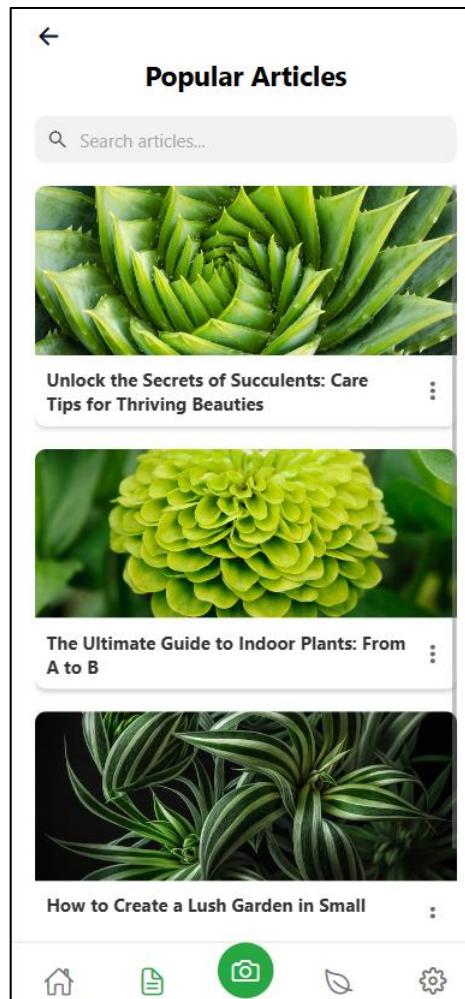 Popular Articles
Search articles...
Unlock the Secrets of Succulents: Care
Tips for Thriving Beauties
The Ultimate Guide to Indoor Plants: From
A to B
How to Create a Lush Garden in Small